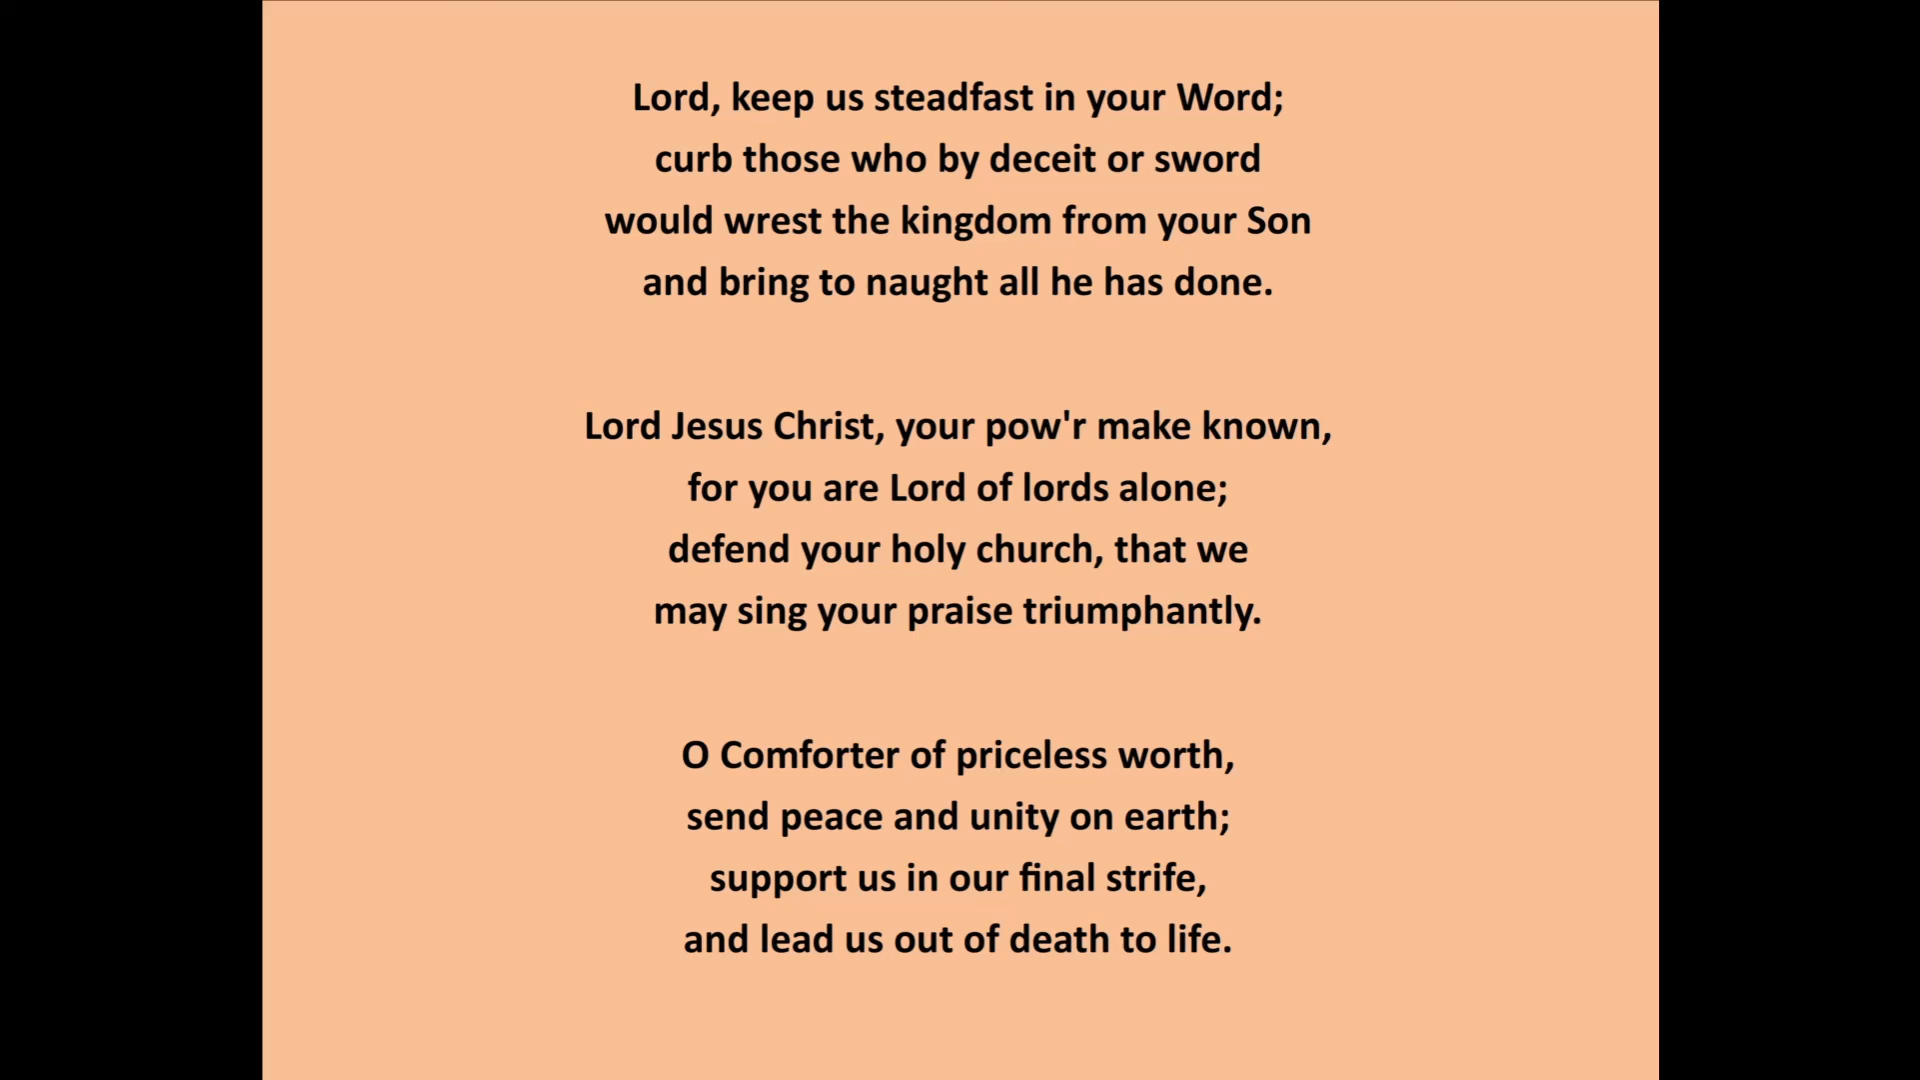 Lord, keep us steadfast in your Word;
curb those who by deceit or sword
would wrest the kingdom from your Son
and bring to naught all he has done.
Lord Jesus Christ, your pow'r make known,
for you are Lord of lords alone;
defend your holy church, that we
may sing your praise triumphantly.
O Comforter of priceless worth,
send peace and unity on earth;
support us in our final strife,
and lead us out of death to life.